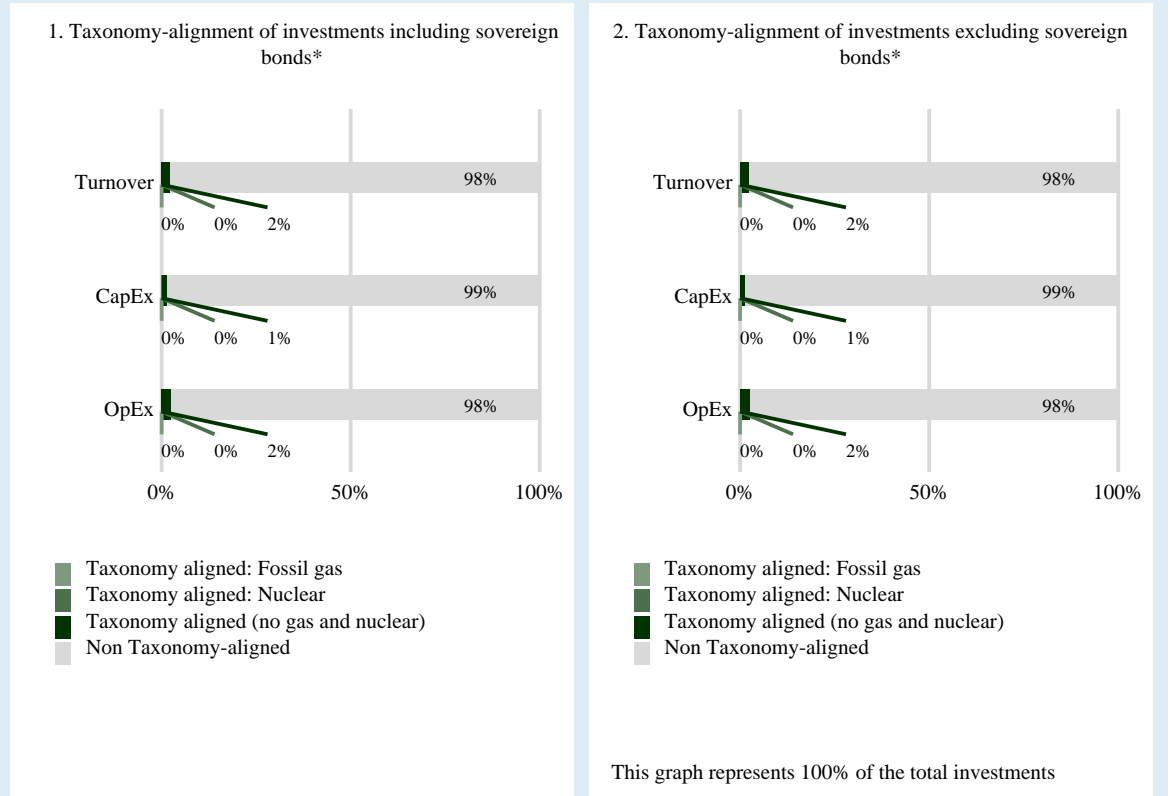 1. Taxonomy-alignment of investments including sovereign
bonds*
Turnover
98%
0% 0% 2%
CapEx
99%
0% 0% 1%
OpEx
98%
0% 0% 2%
0% 50% 100%
Taxonomy aligned: Fossil gas
Taxonomy aligned: Nuclear
Taxonomy aligned (no gas and nuclear)
Non Taxonomy-aligned
2. Taxonomy-alignment of investments excluding sovereign
bonds*
Turnover
98%
0% 0% 2%
CapEx
99%
0% 0% 1%
OpEx
98%
0% 0% 2%
0% 50% 100%
Taxonomy aligned: Fossil gas
Taxonomy aligned: Nuclear
Taxonomy aligned (no gas and nuclear)
Non Taxonomy-aligned
This graph represents 100% of the total investments